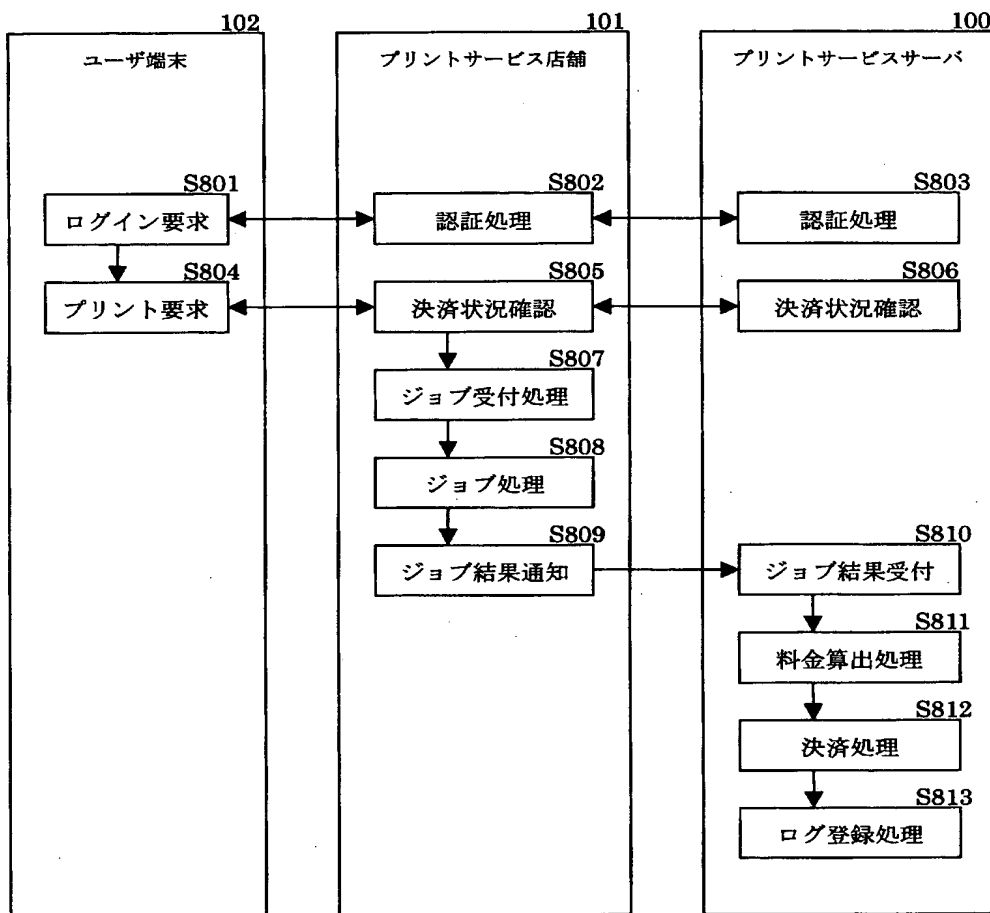 102
101
100
ユーザ端末
プリントサービス店舗
プリントサービスサーバ
S801
S802
S803
ログイン要求
認証処理
認証処理
S804
S805
S806
プリント要求
決済状況確認
決済状況確認
S807
ジョブ受付処理
S808
ジョブ処理
S809
S810
ジョブ結果通知
ジョブ結果受付
S811
料金算出処理
S812
決済処理
S813
ログ登録処理